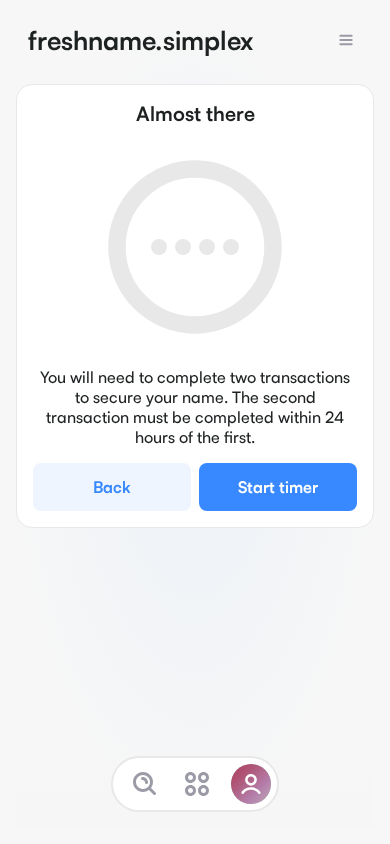 freshname.simplex
Almost there
You will need to complete two transactions
to secure your name. The second
transaction must be completed within 24
hours of the first.
Back
Start timer